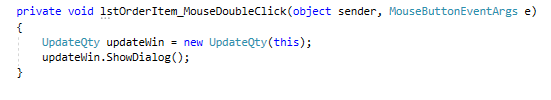 private void lstOrderItem_MouseDoubleClick(object sender, MouseButtonEventArgs e)
{
UpdateQty updateWin = new UpdateQty(this);
updateWin.ShowDialog();
}